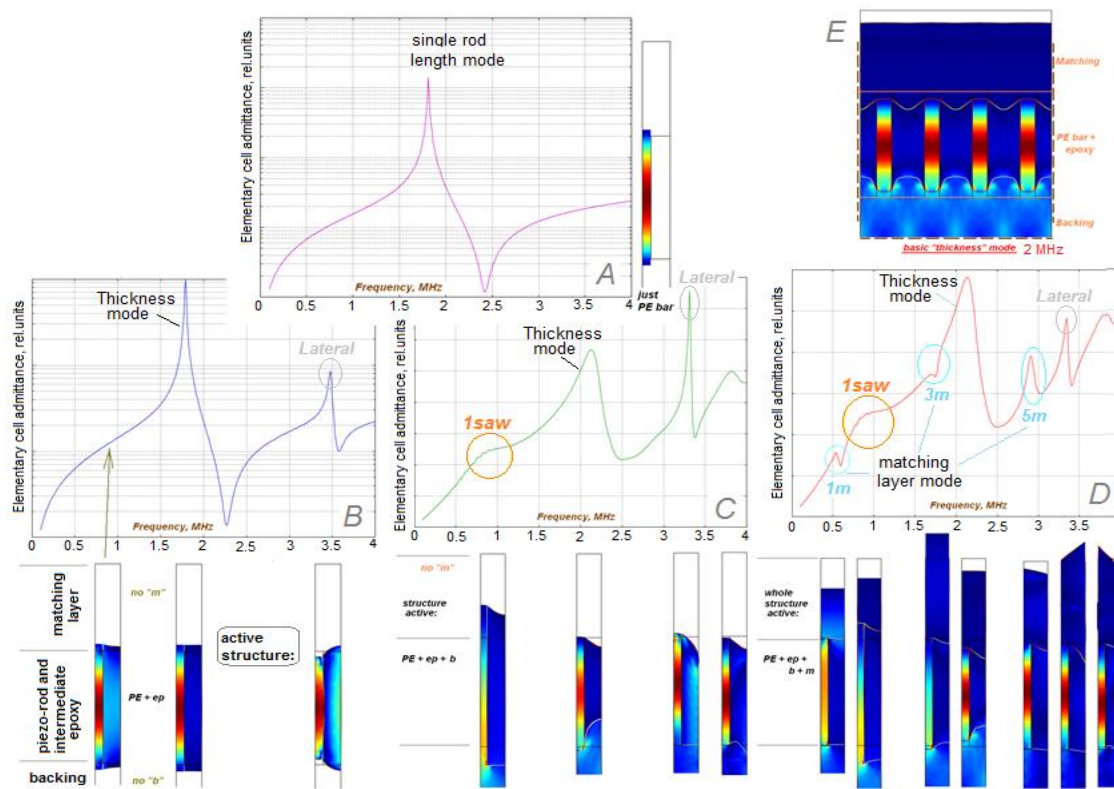 Elementary cell admittance, rel.units
single rod
length mode
A
Frequency, MHz
0 0.5 1 1.5 2 2.5 3 3.5 4
just
PE bar
E
Matching
PE bar +
epoxy
Backing
basic "thickness" mode 2 MHz
Elementary cell admittance, rel.units
Thickness
mode
Lateral
B
Frequency, MHz
0 0.5 1 1.5 2 2.5 3 3.5 4
Elementary cell admittance, rel.units
Thickness
mode
Lateral
1saw
C
Frequency, MHz
0 0.5 1 1.5 2 2.5 3 3.5 4
Elementary cell admittance, rel.units
Thickness
mode
Lateral
1saw
3m
5m
1m
matching
layer mode
D
Frequency, MHz
0 0.5 1 1.5 2 2.5 3 3.5 4
matching
layer
piezo-rod and
intermediate
epoxy
backing
no "m"
PE + ep
no "b"
active
structure:
no "m"
structure
active:
PE + ep + b
whole
structure
active:
PE + ep +
b + m